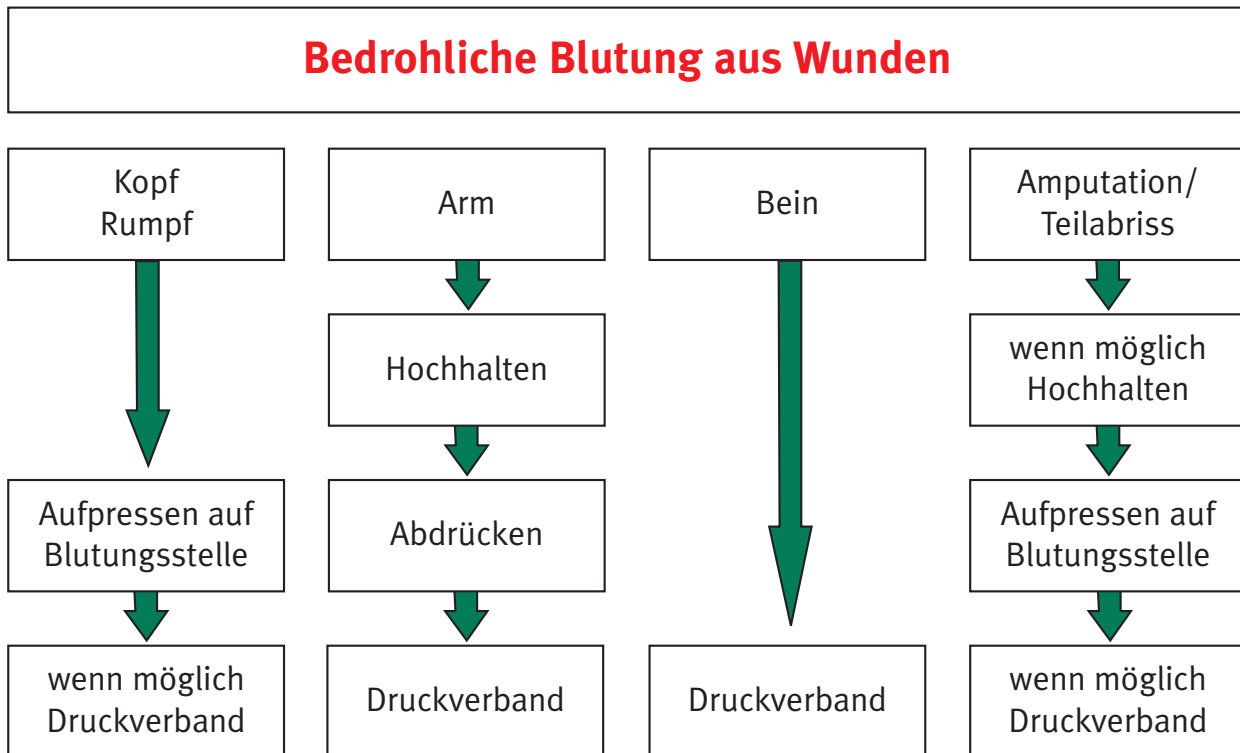 Bedrohliche Blutung aus Wunden
Kopf
Rumpf
Aufpressen auf
Blutungsstelle
wenn möglich
Druckverband
Arm
Hochhalten
Abdrücken
Druckverband
Bein
Druckverband
Amputation/
Teilabriss
wenn möglich
Hochhalten
Aufpressen auf
Blutungsstelle
wenn möglich
Druckverband